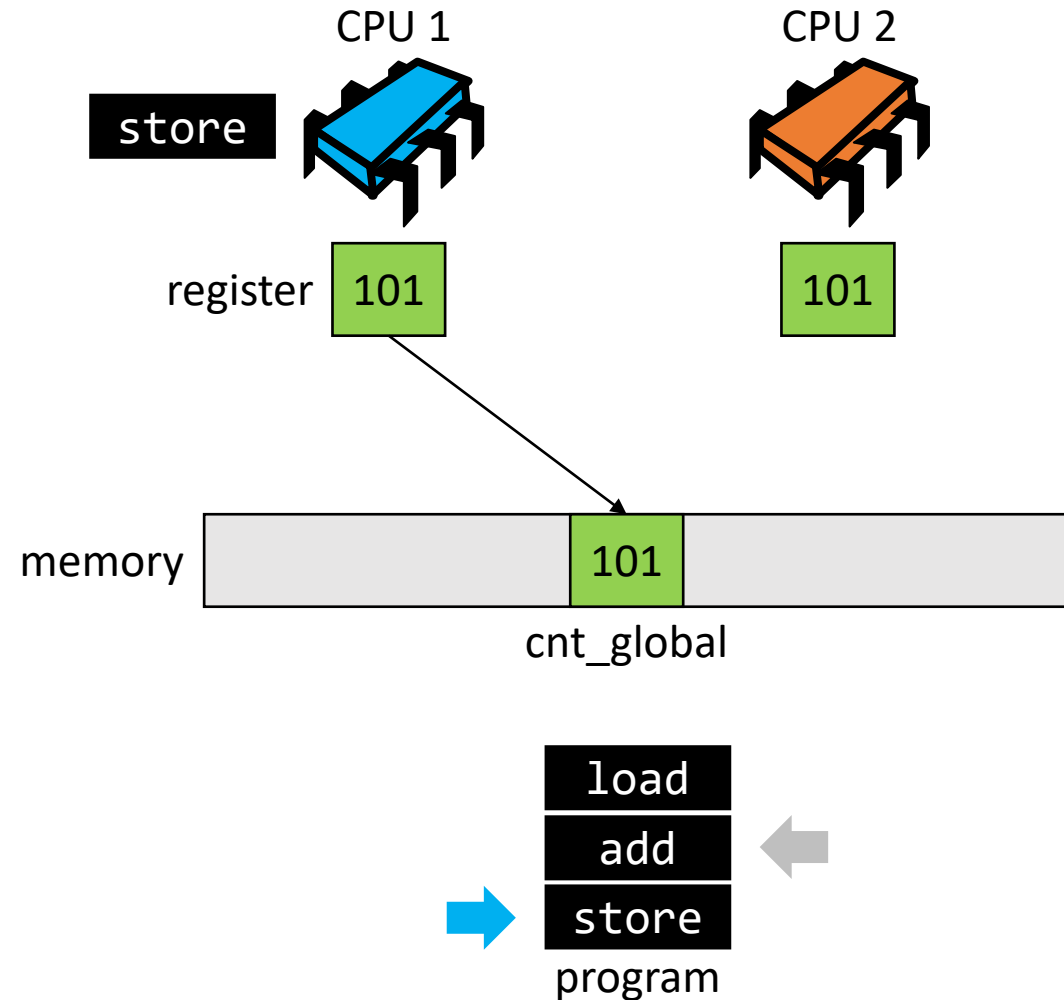 CPU 1
CPU 2
store
register
101
101
memory
101
cnt_global
load
add
store
program